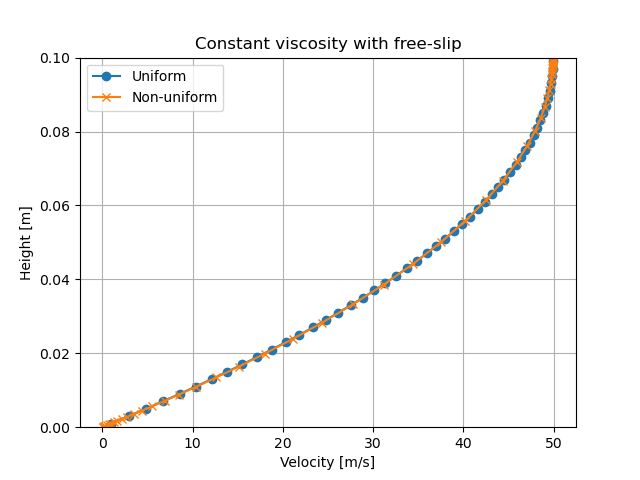 Constant viscosity with free-slip
Uniform
Non-uniform
0.10
0.08
0.06
0.04
0.02
0.00
Height [m]
0 10 20 30 40 50
Velocity [m/s]